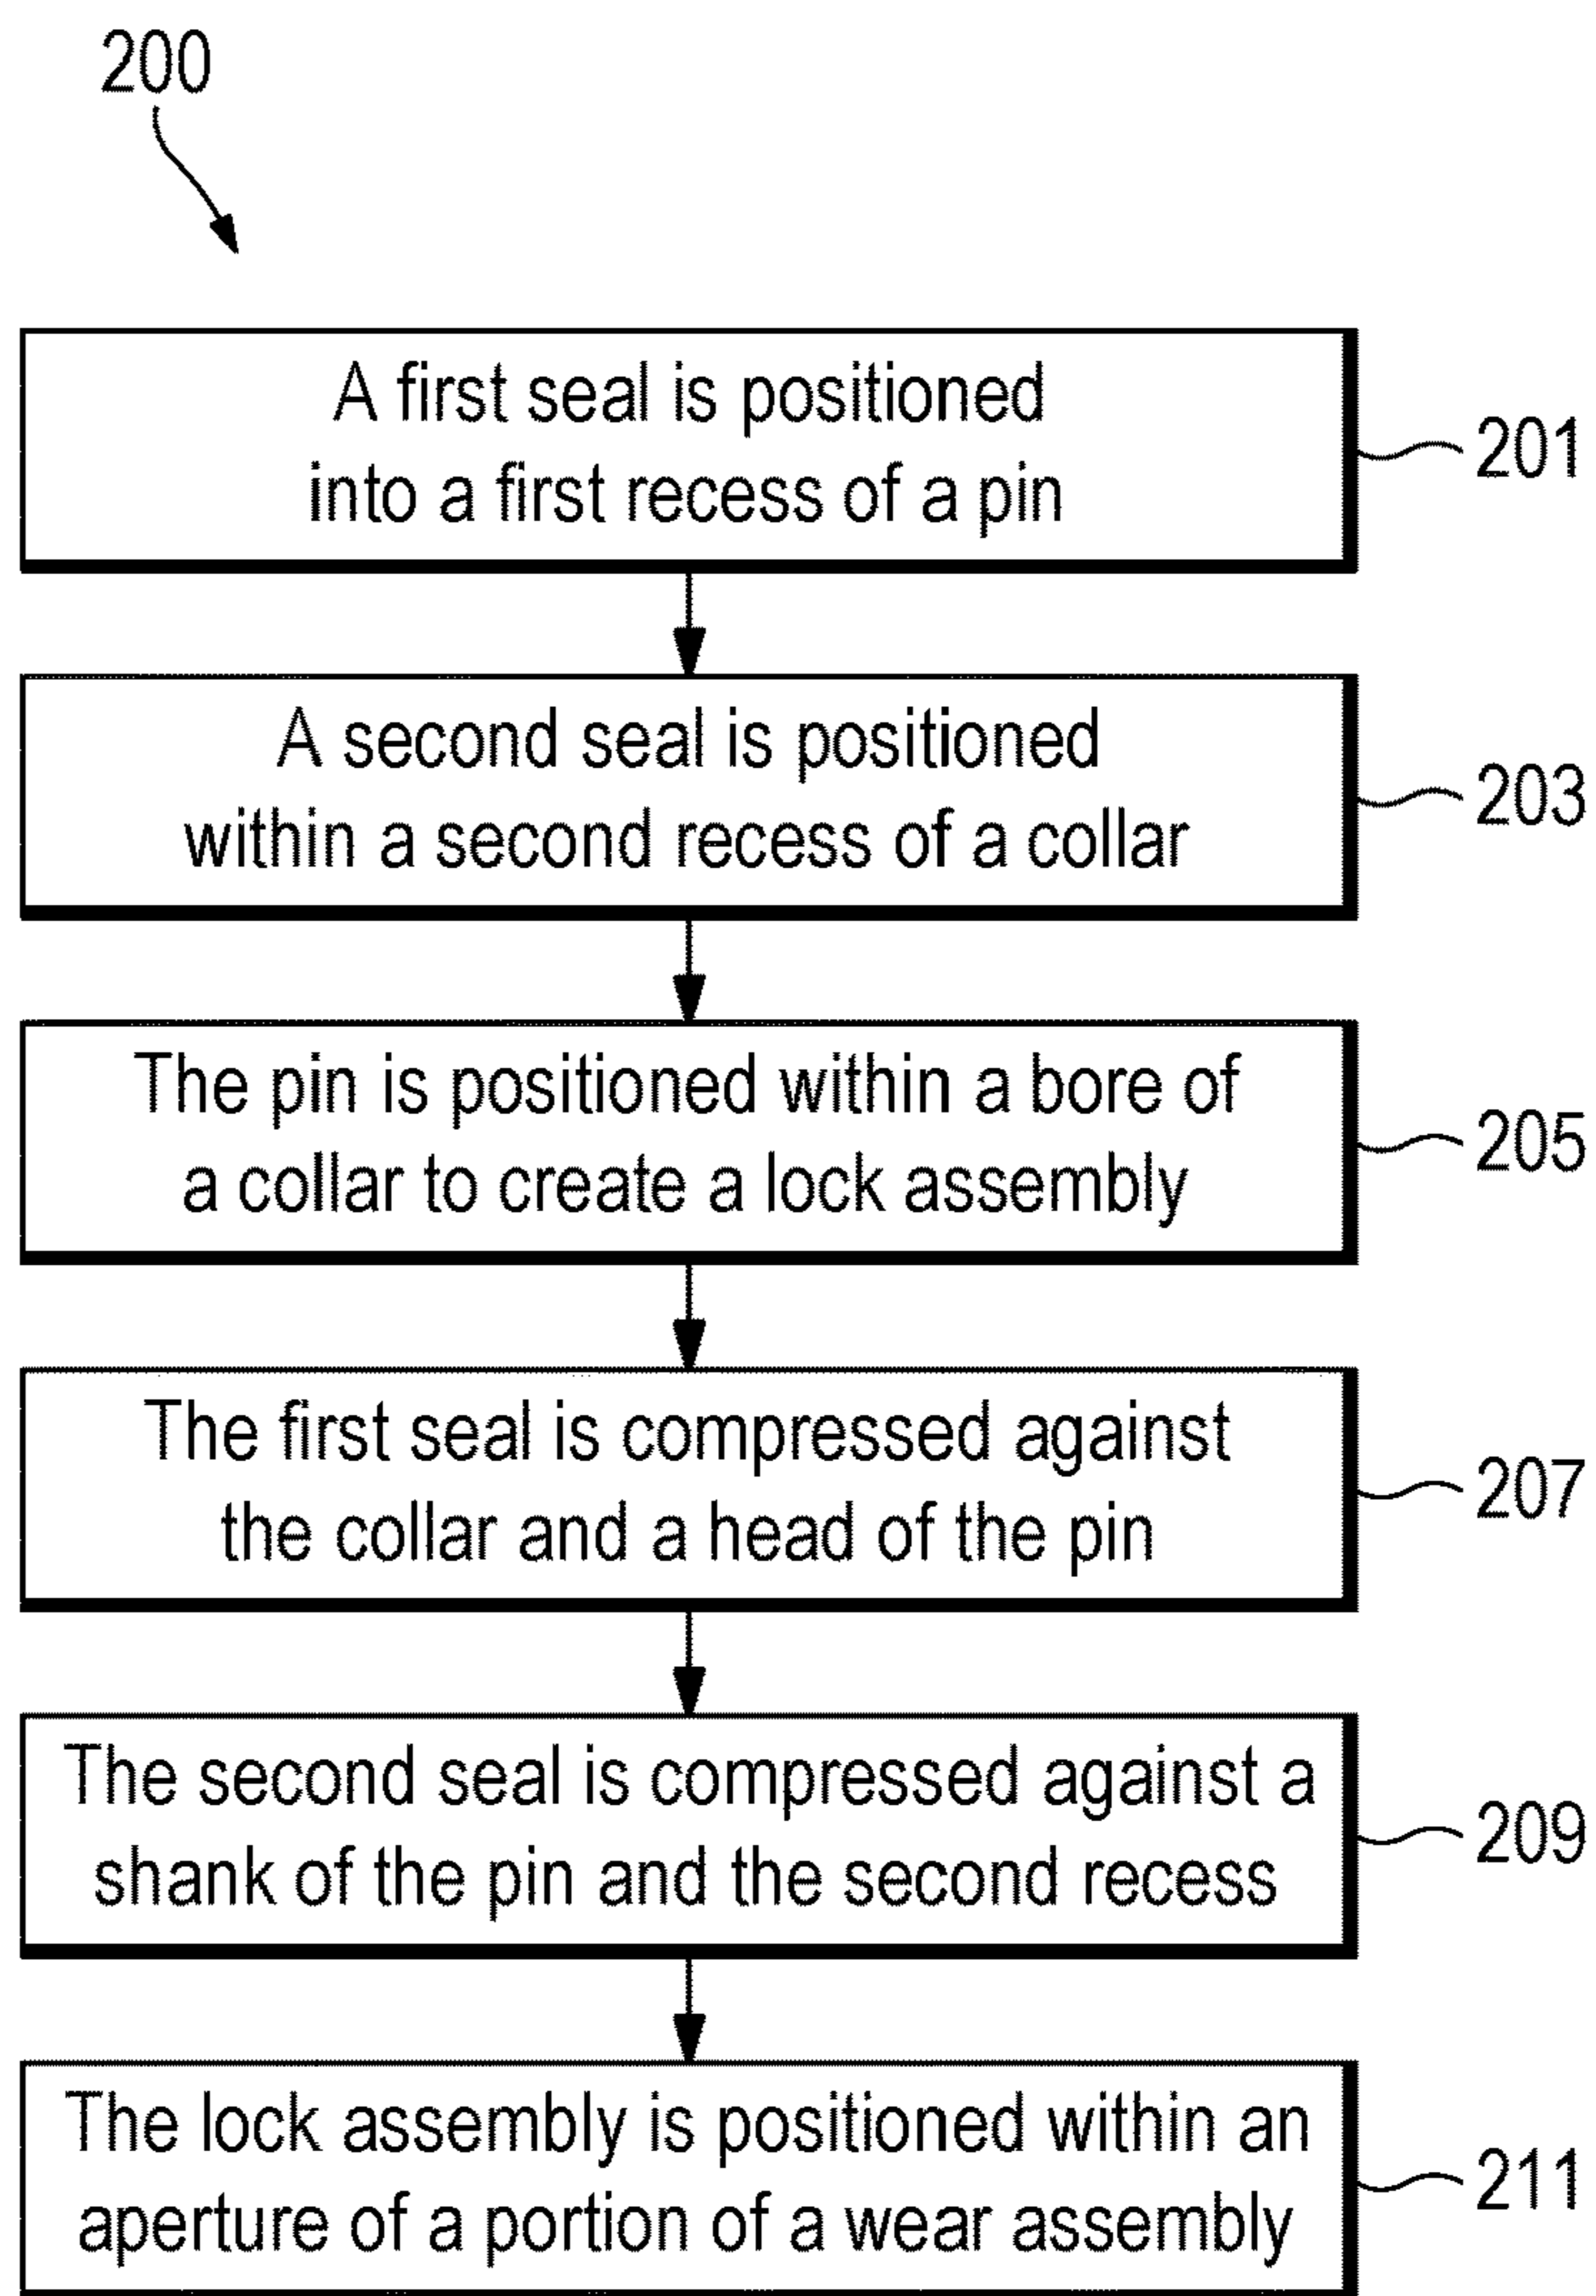 200
A first seal is positioned
into a first recess of a pin
201
A second seal is positioned
within a second recess of a collar
203
The pin is positioned within a bore of
a collar to create a lock assembly
205
The first seal is compressed against
the collar and a head of the pin
207
The second seal is compressed against a
shank of the pin and the second recess
209
The lock assembly is positioned within an
aperture of a portion of a wear assembly
211